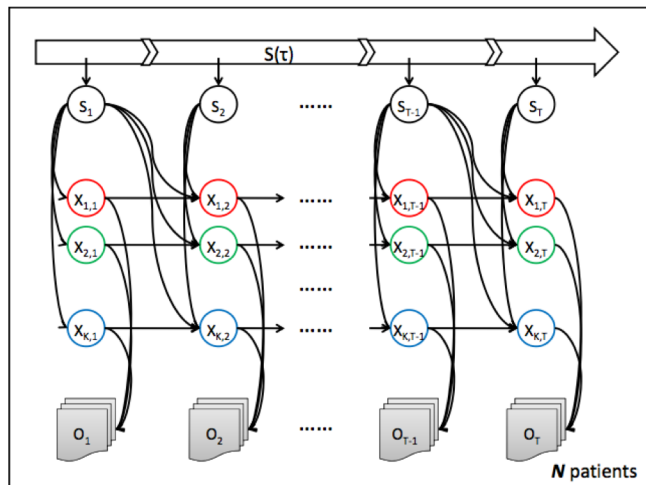 S(τ)
S1 S2 ...... ST-1 ST
X1,1 X1,2 ...... X1,T-1 X1,T
X2,1 X2,2 ...... X2,T-1 X2,T
......
XK,1 XK,2 ...... XK,T-1 XK,T
O1 O2 ...... OT-1 OT
N patients